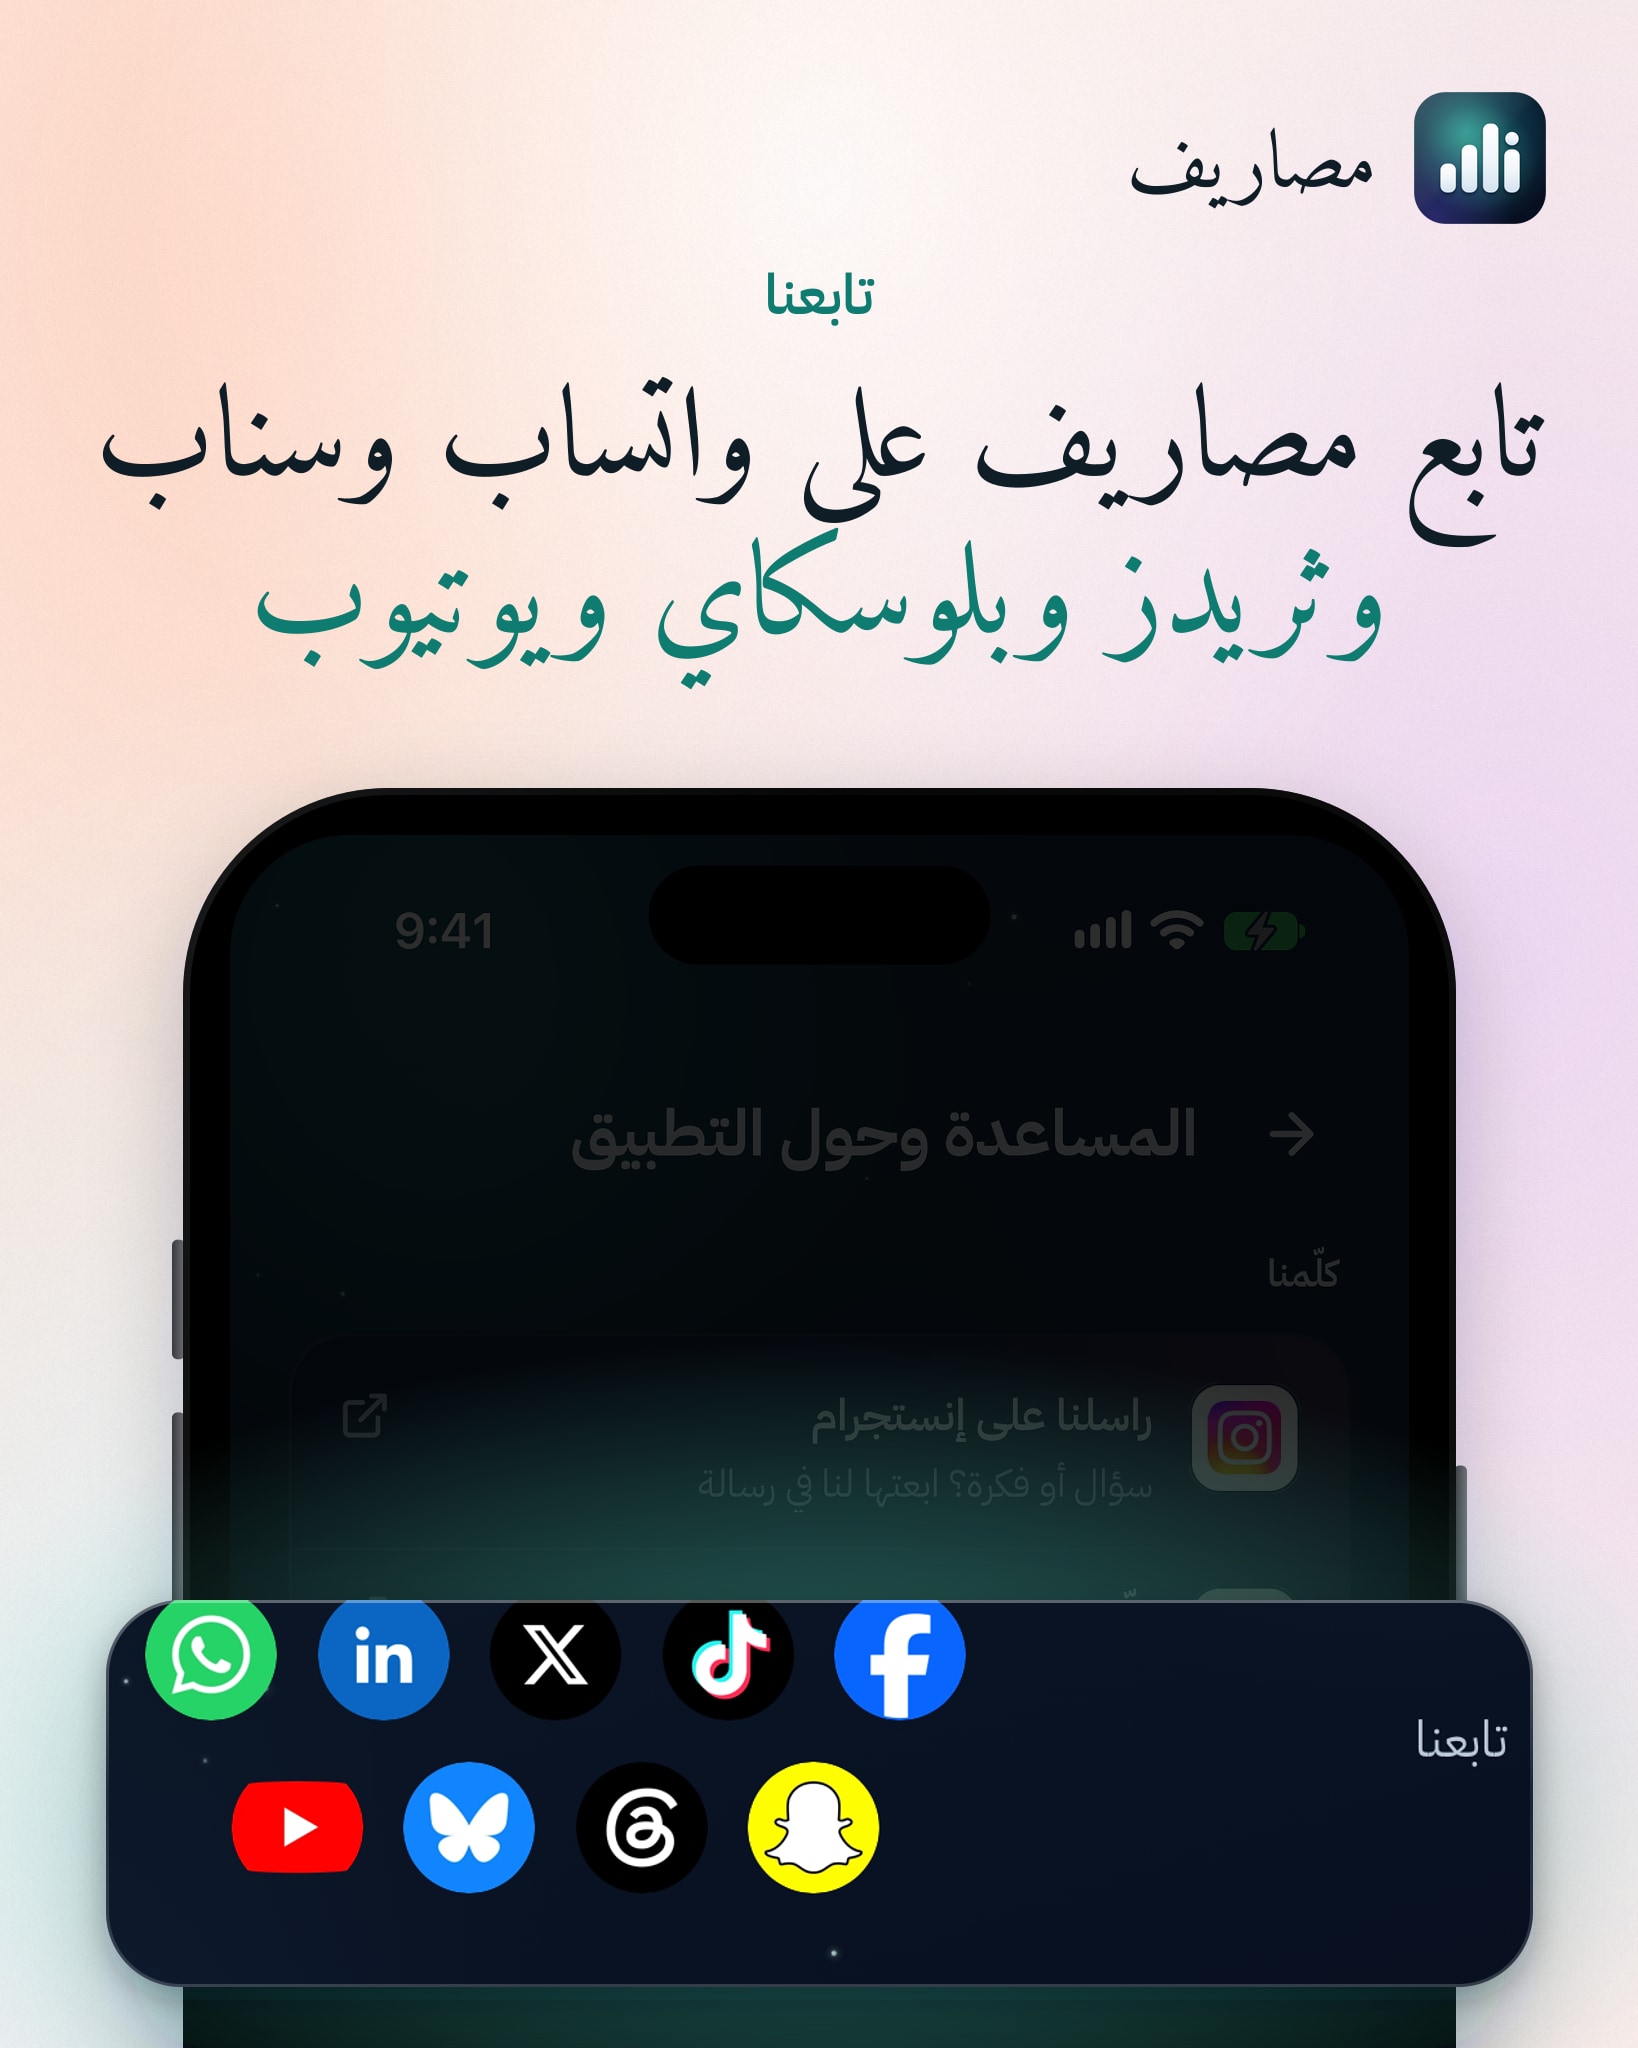 مصاريف
تابعنا
تابع مصاريف على واتساب وسناب
وثريدز وبلوسكاي ويوتيوب
9:41
المساعدة وحول التطبيق
كلّمنا
راسلنا على إنستجرام
سؤال أو فكرة؟ ابعتها لنا في رسالة
تابعنا